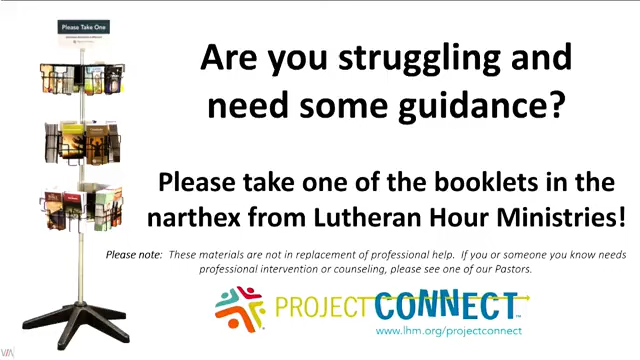 Please Take One
Are you struggling and
need some guidance?
Please take one of the booklets in the
narthex from Lutheran Hour Ministries!
Please note: These materials are not in replacement of professional help. If you or someone you know needs
professional intervention or counseling, please see one of our Pastors.
PROJECT CONNECT™
www.lhm.org/projectconnect